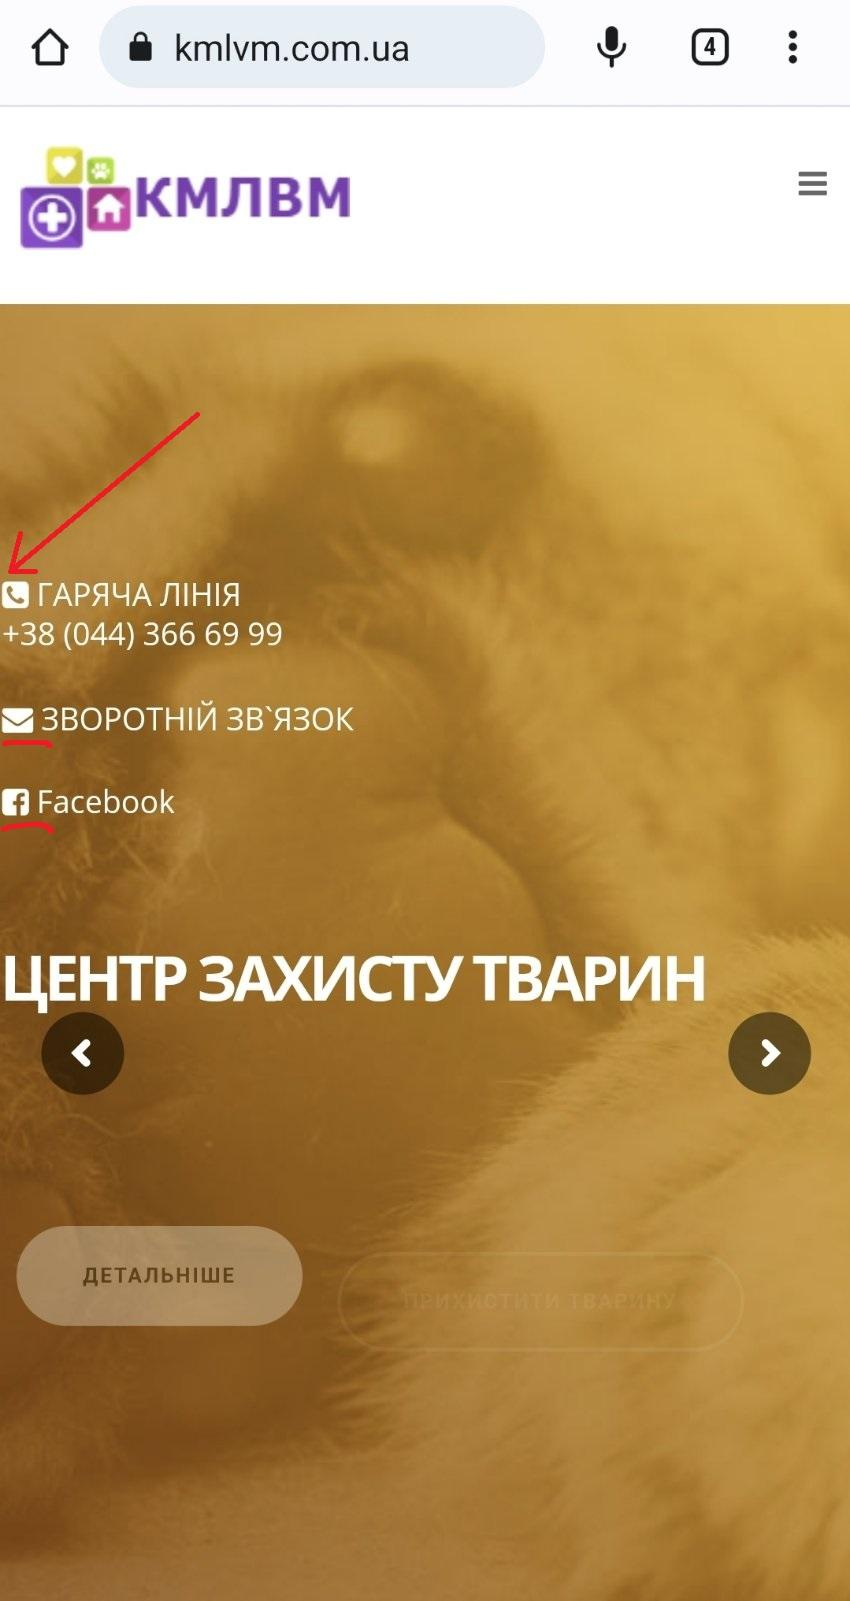 kmlvm.com.ua
4
КМЛВМ
ГАРЯЧА ЛІНІЯ
+38 (044) 366 69 99
ЗВОРОТНІЙ ЗВ`ЯЗОК
Facebook
ЦЕНТР ЗАХИСТУ ТВАРИН
ДЕТАЛЬНІШЕ
ПРИХИСТИТИ ТВАРИНУ